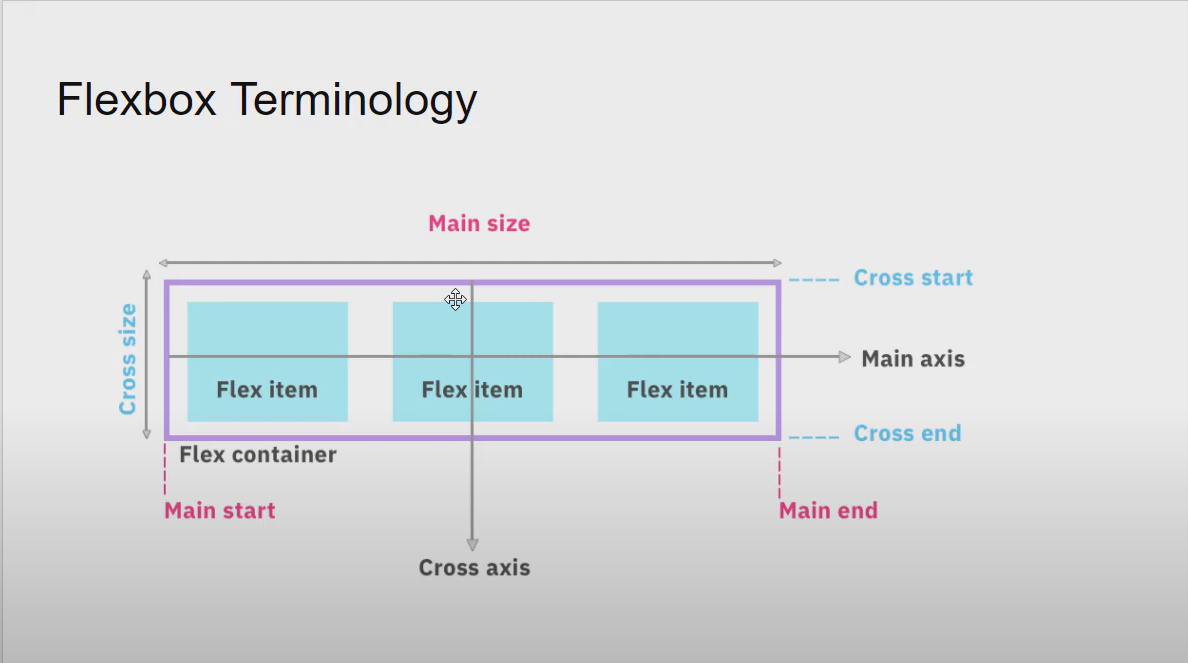 Flexbox Terminology
Main size
Cross start
Cross size
Main axis
Flex item
Flex item
Flex item
Cross end
Flex container
Main start
Main end
Cross axis